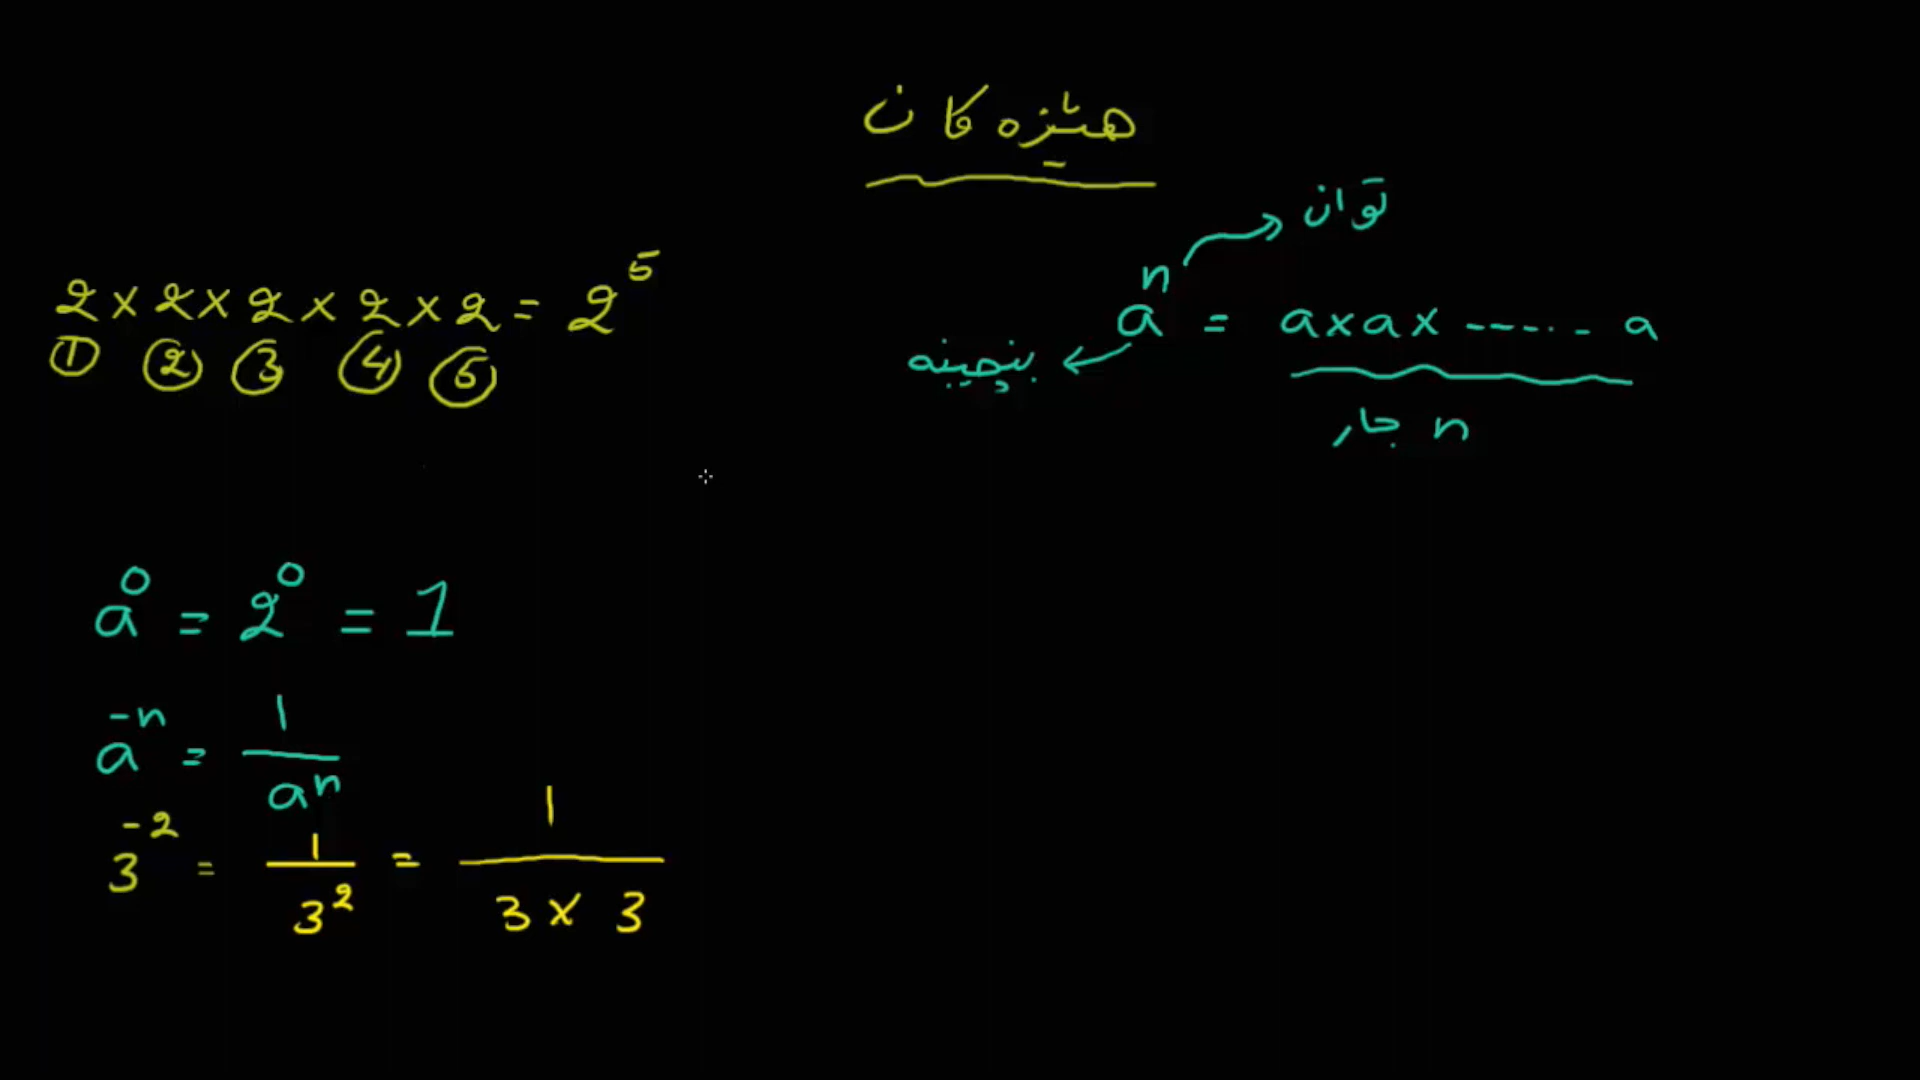 هێزەکان
توان
2 × 2 × 2 × 2 × 2 = 2⁵
① ② ③ ④ ⑤
aⁿ = a × a × ------ a
بنچینە
n جار
a⁰ = 2⁰ = 1
a⁻ⁿ = 1/aⁿ
3⁻² = 1/3² = 1/(3 × 3)